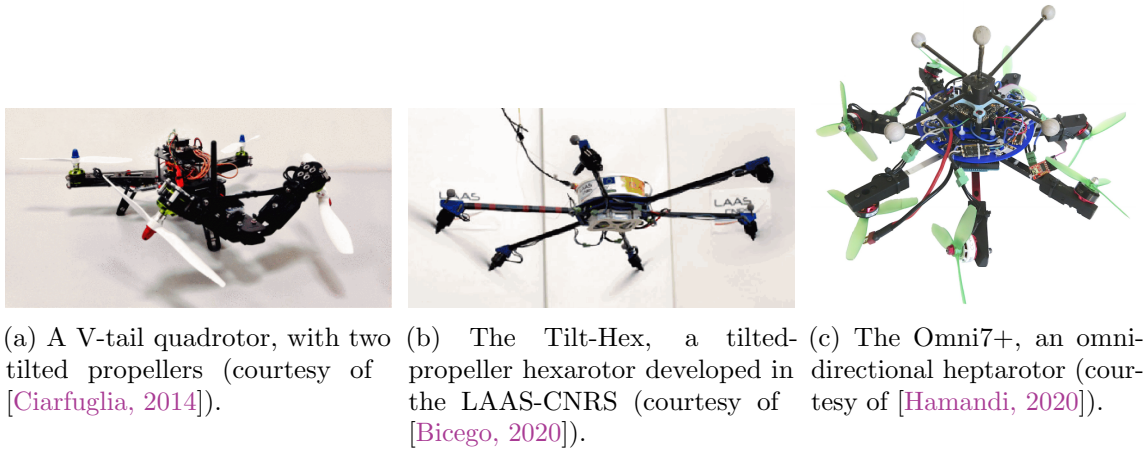 LAAS
LAAS
(a) A V-tail quadrotor, with two
tilted propellers (courtesy of
[Ciarfuglia, 2014]).
(b) The Tilt-Hex, a tilted-
propeller hexarotor developed in
the LAAS-CNRS (courtesy of
[Bicego, 2020]).
(c) The Omni7+, an omni-
directional heptarotor (cour-
tesy of [Hamandi, 2020]).